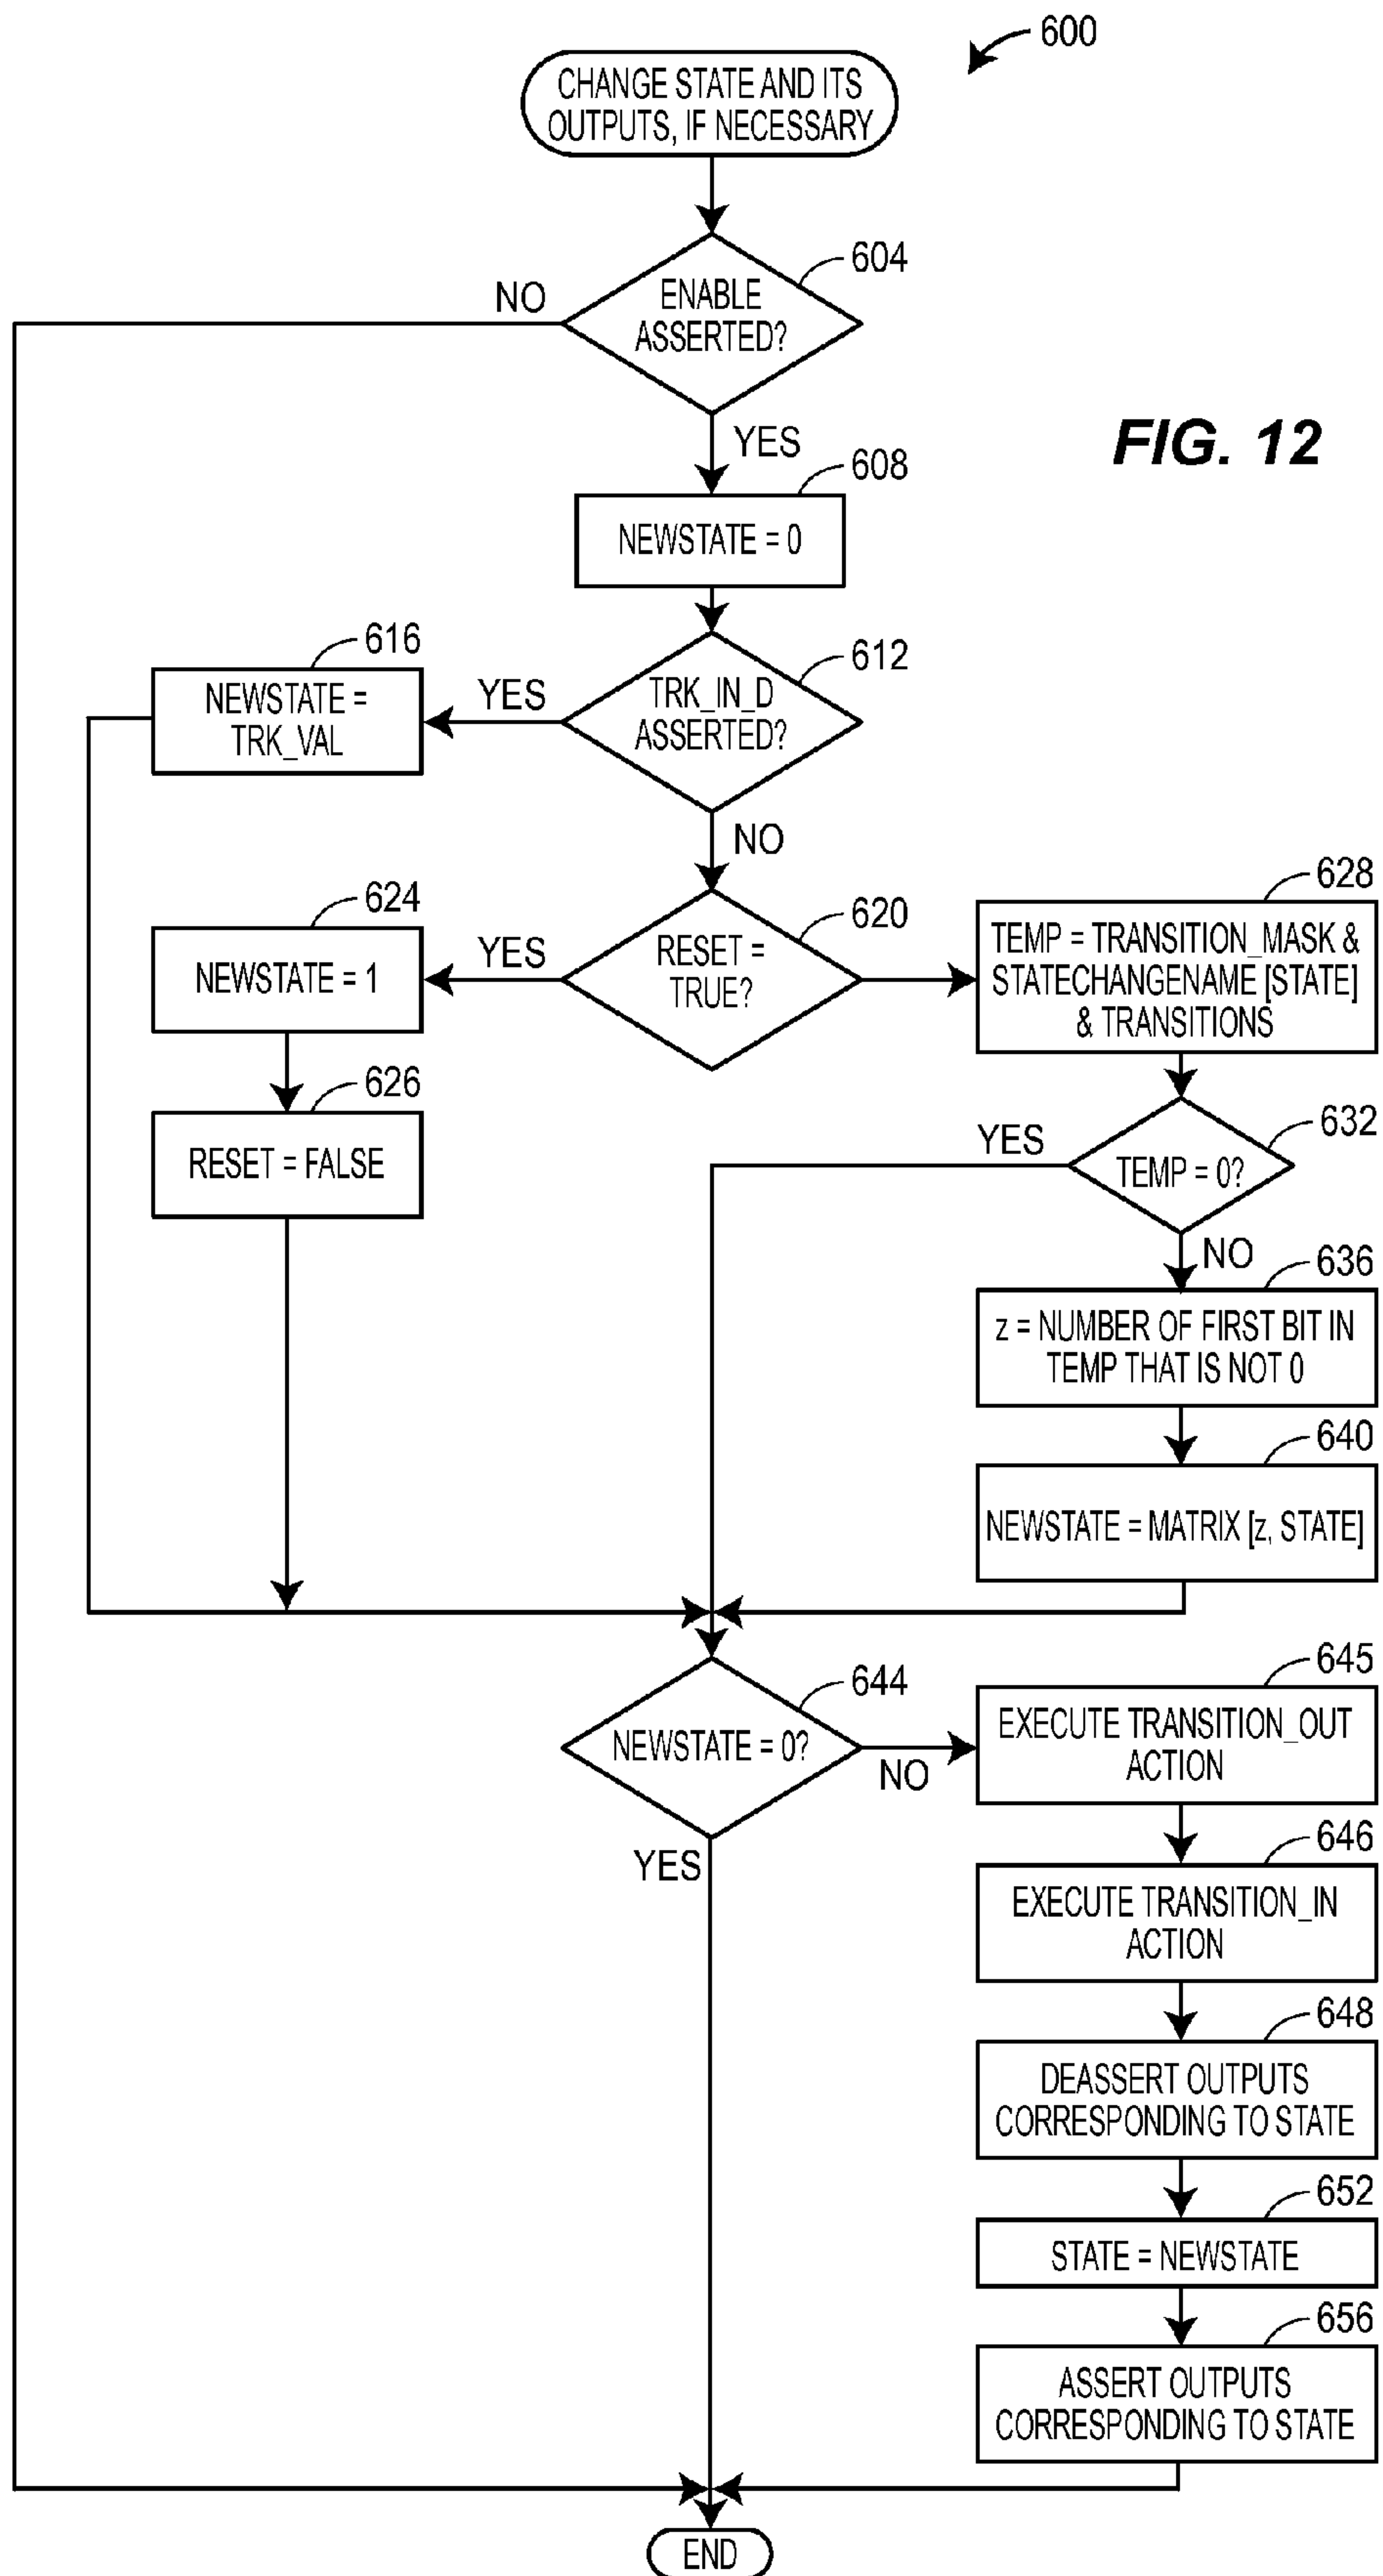 600
CHANGE STATE AND ITS
OUTPUTS, IF NECESSARY
604
NO
ENABLE
ASSERTED?
FIG. 12
YES
608
NEWSTATE = 0
616
612
NEWSTATE =
TRK_VAL
YES
TRK_IN_D
ASSERTED?
NO
628
624
620
TEMP = TRANSITION_MASK &
STATECHANGENAME [STATE]
& TRANSITIONS
NEWSTATE = 1
YES
RESET =
TRUE?
626
632
RESET = FALSE
YES
TEMP = 0?
NO
636
z = NUMBER OF FIRST BIT IN
TEMP THAT IS NOT 0
640
NEWSTATE = MATRIX [z, STATE]
645
644
NEWSTATE = 0?
NO
EXECUTE TRANSITION_OUT
ACTION
646
YES
EXECUTE TRANSITION_IN
ACTION
648
DEASSERT OUTPUTS
CORRESPONDING TO STATE
652
STATE = NEWSTATE
656
ASSERT OUTPUTS
CORRESPONDING TO STATE
END